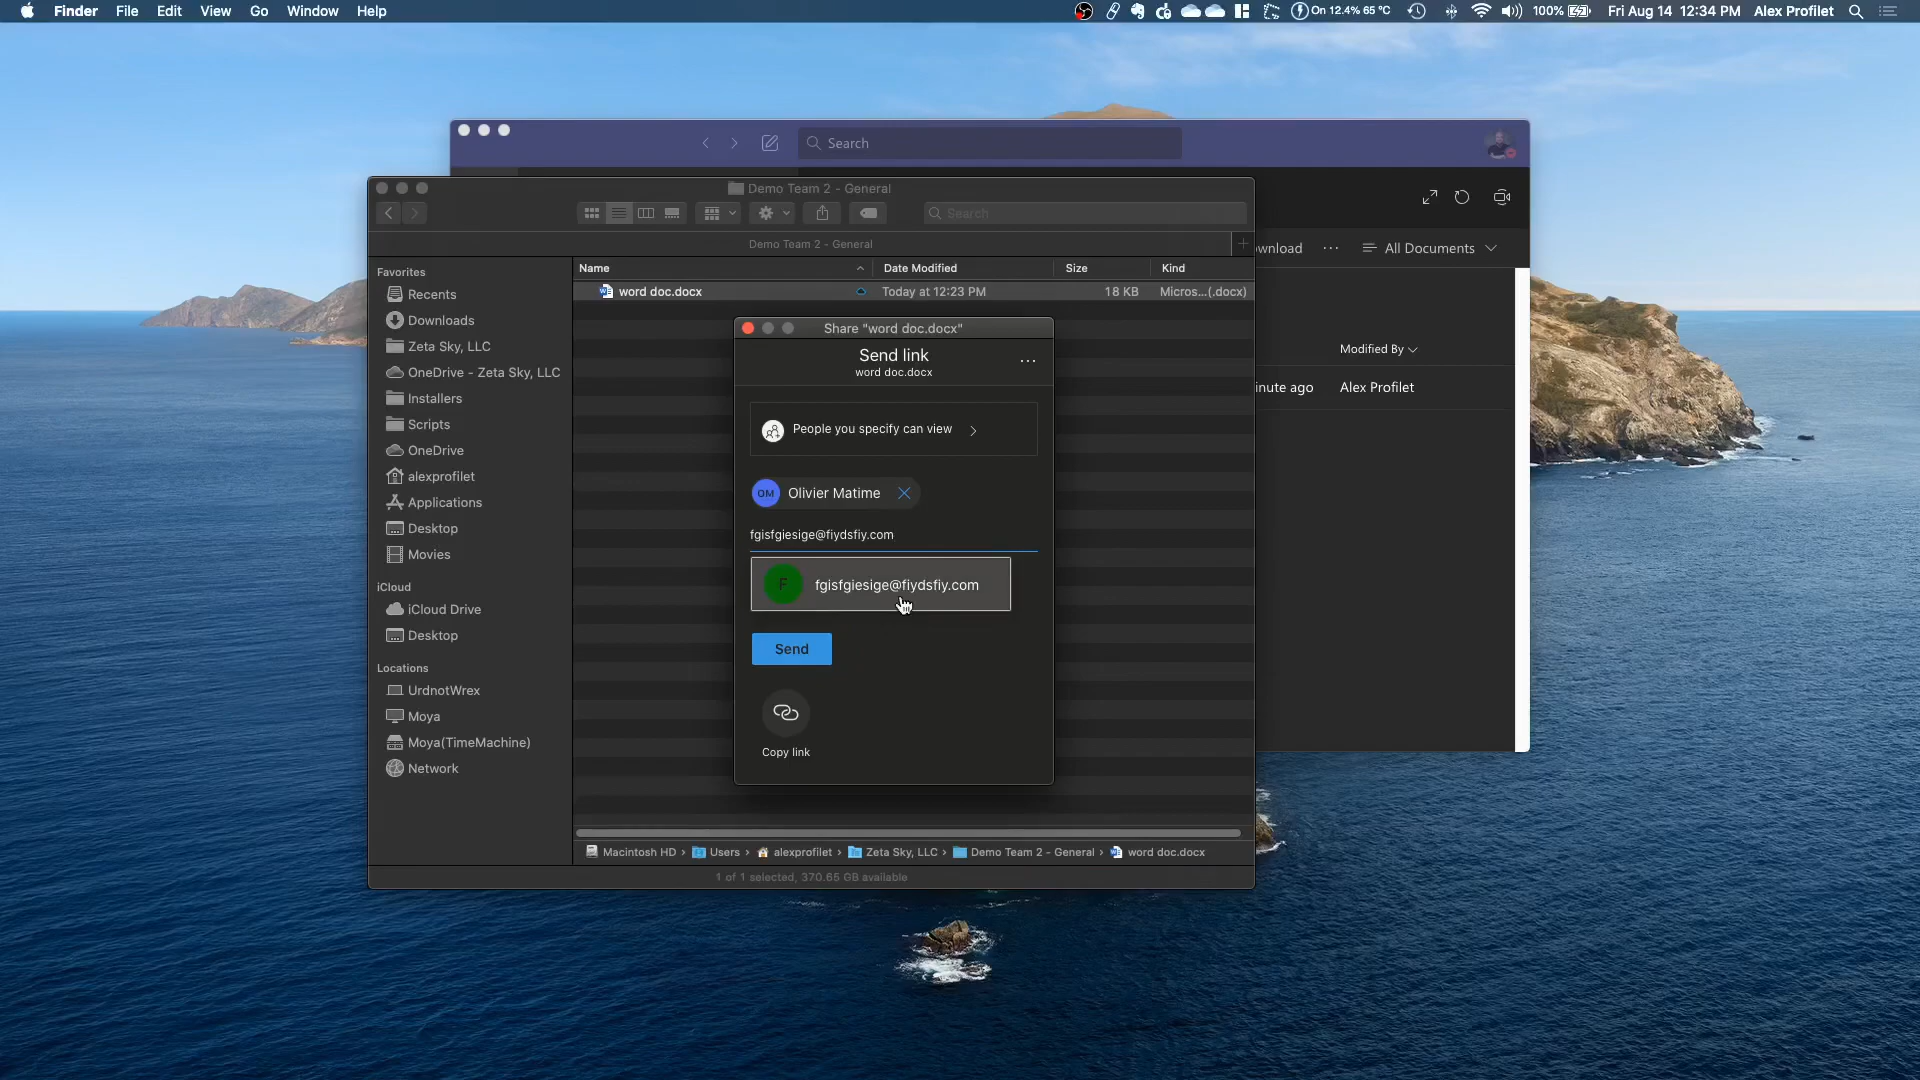 Finder File Edit View Go Window Help
On 12.4% 65 °C 100% Fri Aug 14 12:34 PM Alex Profilet
Search
Demo Team 2 - General
Search
Demo Team 2 - General
wnload ··· All Documents
Favorites
Recents
Downloads
Zeta Sky, LLC
OneDrive - Zeta Sky, LLC
Installers
Scripts
OneDrive
alexprofilet
Applications
Desktop
Movies
iCloud
iCloud Drive
Desktop
Locations
UrdnotWrex
Moya
Moya(TimeMachine)
Network
Name Date Modified Size Kind
word doc.docx Today at 12:23 PM 18 KB Micros...(.docx)
Share "word doc.docx"
Send link
word doc.docx
People you specify can view
OM Olivier Matime
fgisfgiesige@fiydsfiy.com
F fgisfgiesige@fiydsfiy.com
Send
Copy link
Modified By
inute ago Alex Profilet
Macintosh HD › Users › alexprofilet › Zeta Sky, LLC › Demo Team 2 - General › word doc.docx
1 of 1 selected, 370.65 GB available